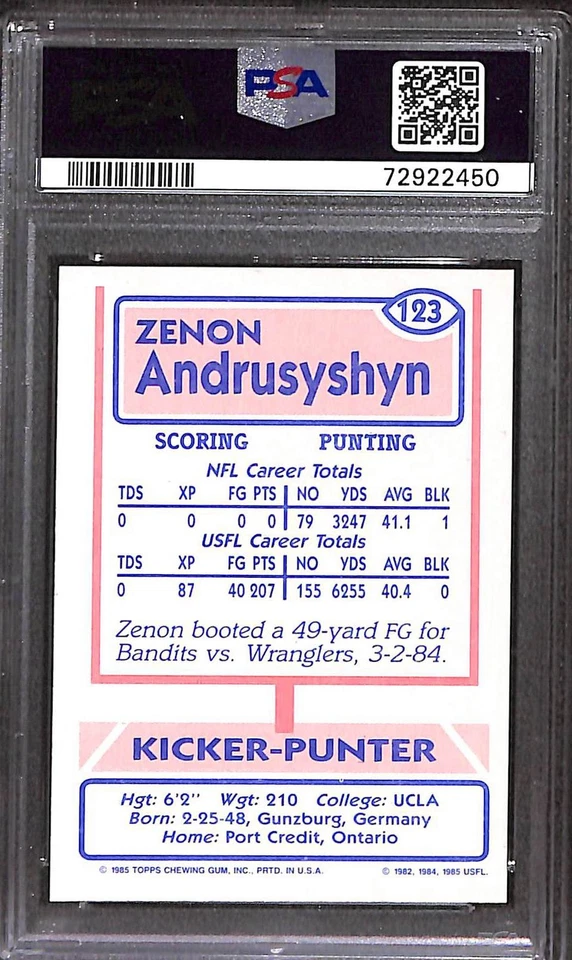 PSA
72922450
123
ZENON
Andrusyshyn
SCORING PUNTING
NFL Career Totals
TDS XP FG PTS NO YDS AVG BLK
0 0 0 0 79 3247 41.1 1
USFL Career Totals
TDS XP FG PTS NO YDS AVG BLK
0 87 40 207 155 6255 40.4 0
Zenon booted a 49-yard FG for
Bandits vs. Wranglers, 3-2-84.
KICKER-PUNTER
Hgt: 6'2" Wgt: 210 College: UCLA
Born: 2-25-48, Gunzburg, Germany
Home: Port Credit, Ontario
© 1985 TOPPS CHEWING GUM, INC., PRTD. IN U.S.A. © 1982, 1984, 1985 USFL.